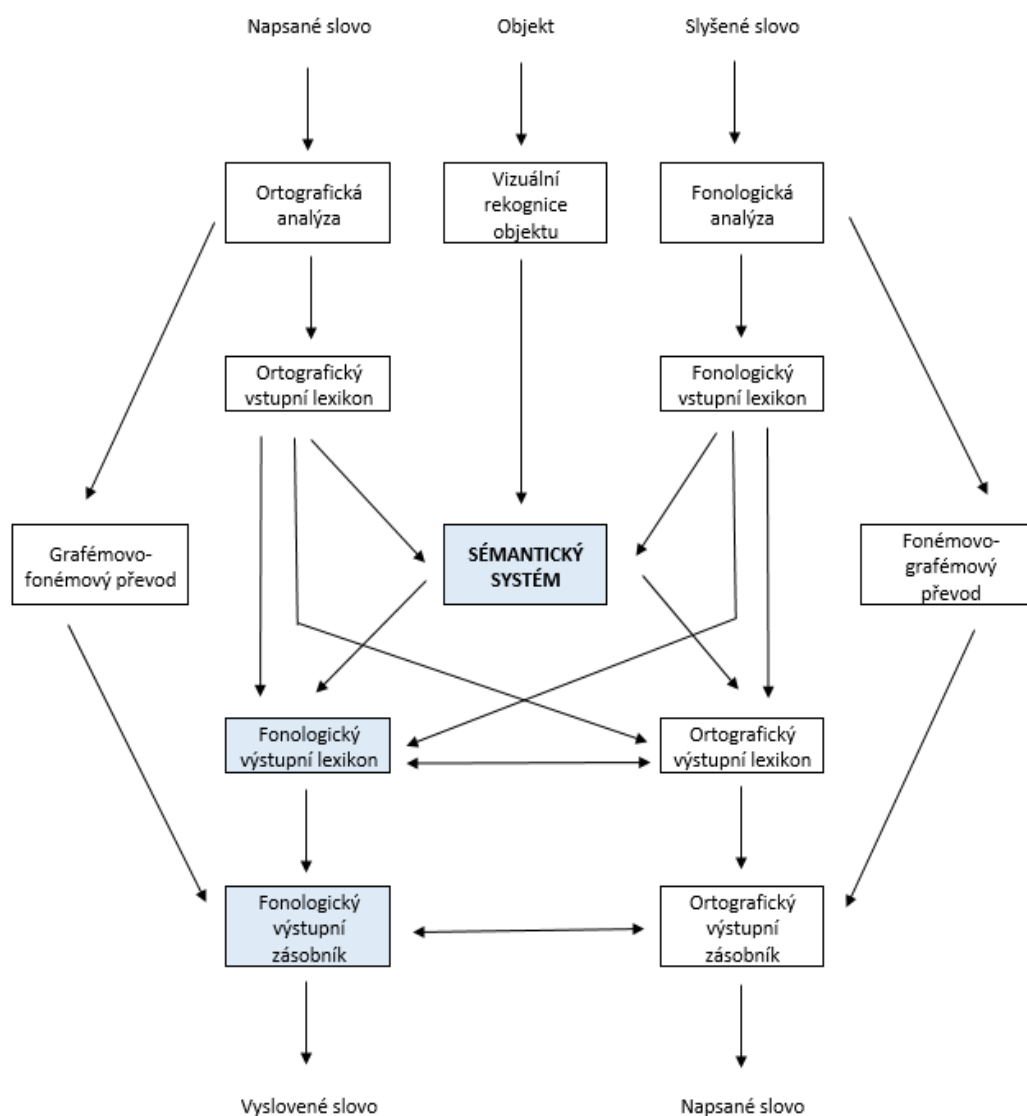 Napsané slovo
Objekt
Slyšené slovo
Ortografická
analýza
Vizuální
rekognice
objektu
Fonologická
analýza
Ortografický
vstupní lexikon
Fonologický
vstupní lexikon
Grafémovo-
fonémový převod
SÉMANTICKÝ
SYSTÉM
Fonémovo-
grafémový
převod
Fonologický
výstupní lexikon
Ortografický
výstupní lexikon
Fonologický
výstupní
zásobník
Ortografický
výstupní
zásobník
Vyslovené slovo
Napsané slovo